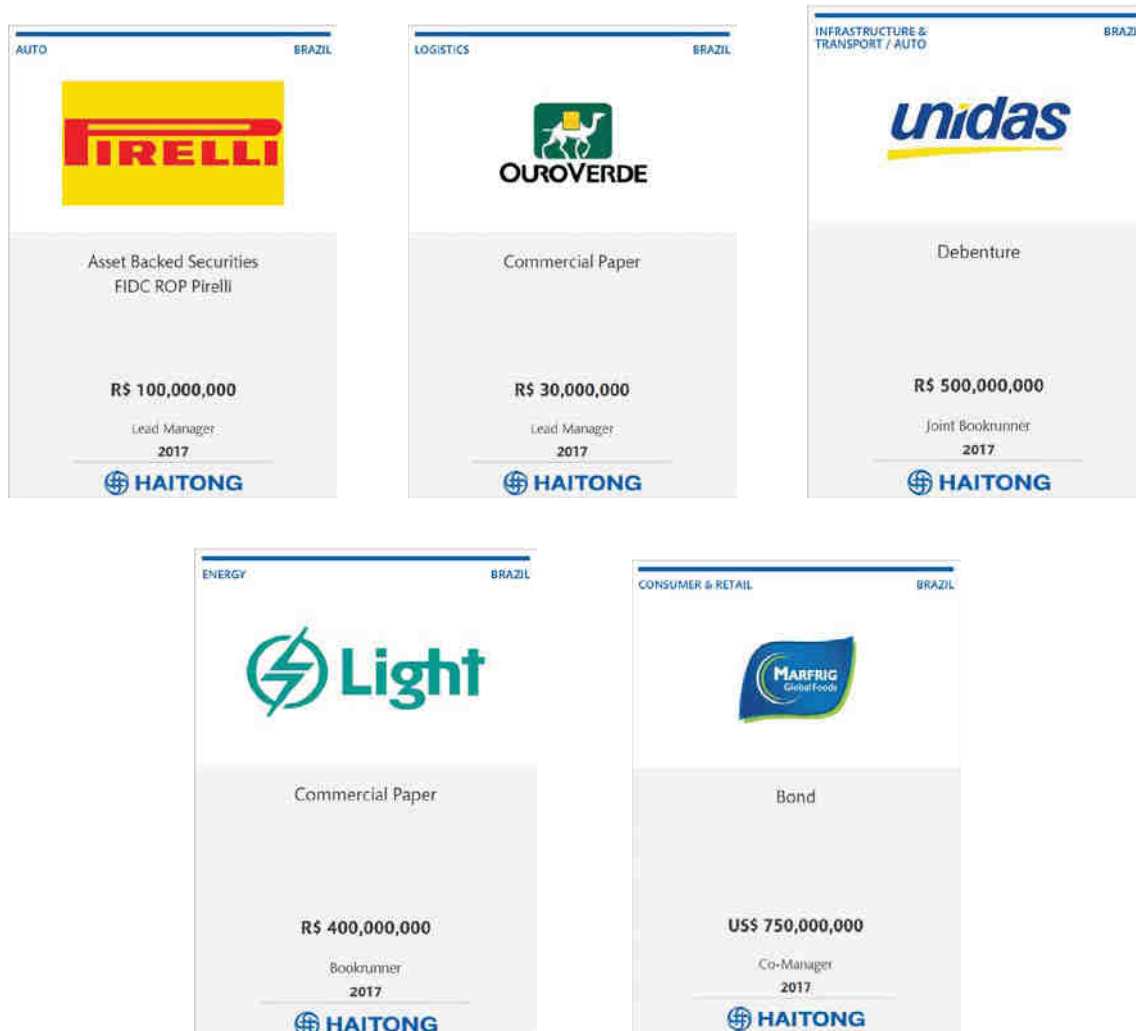 AUTO BRAZIL
PIRELLI
Asset Backed Securities
FIDC ROP Pirelli
R$ 100,000,000
Lead Manager
2017
HAITONG
LOGISTICS BRAZIL
OUROVERDE
Commercial Paper
R$ 30,000,000
Lead Manager
2017
HAITONG
INFRASTRUCTURE & BRAZIL
TRANSPORT / AUTO
unidas
Debenture
R$ 500,000,000
Joint Bookrunner
2017
HAITONG
ENERGY BRAZIL
Light
Commercial Paper
R$ 400,000,000
Bookrunner
2017
HAITONG
CONSUMER & RETAIL BRAZIL
MARFRIG
Global Foods
Bond
US$ 750,000,000
Co-Manager
2017
HAITONG